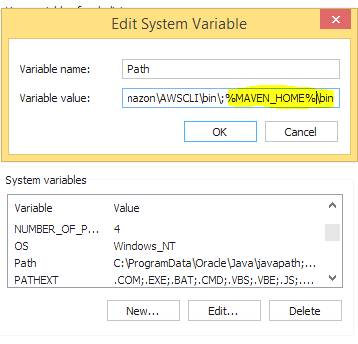 Edit System Variable
Variable name: Path
Variable value: nazon\AWSCLI\bin\;%MAVEN_HOME%\bin
OK Cancel
System variables
Variable Value
NUMBER_OF_P... 4
OS Windows_NT
Path C:\ProgramData\Oracle\Java\javapath;...
PATHEXT .COM;.EXE;.BAT;.CMD;.VBS;.VBE;.JS;....
New... Edit... Delete